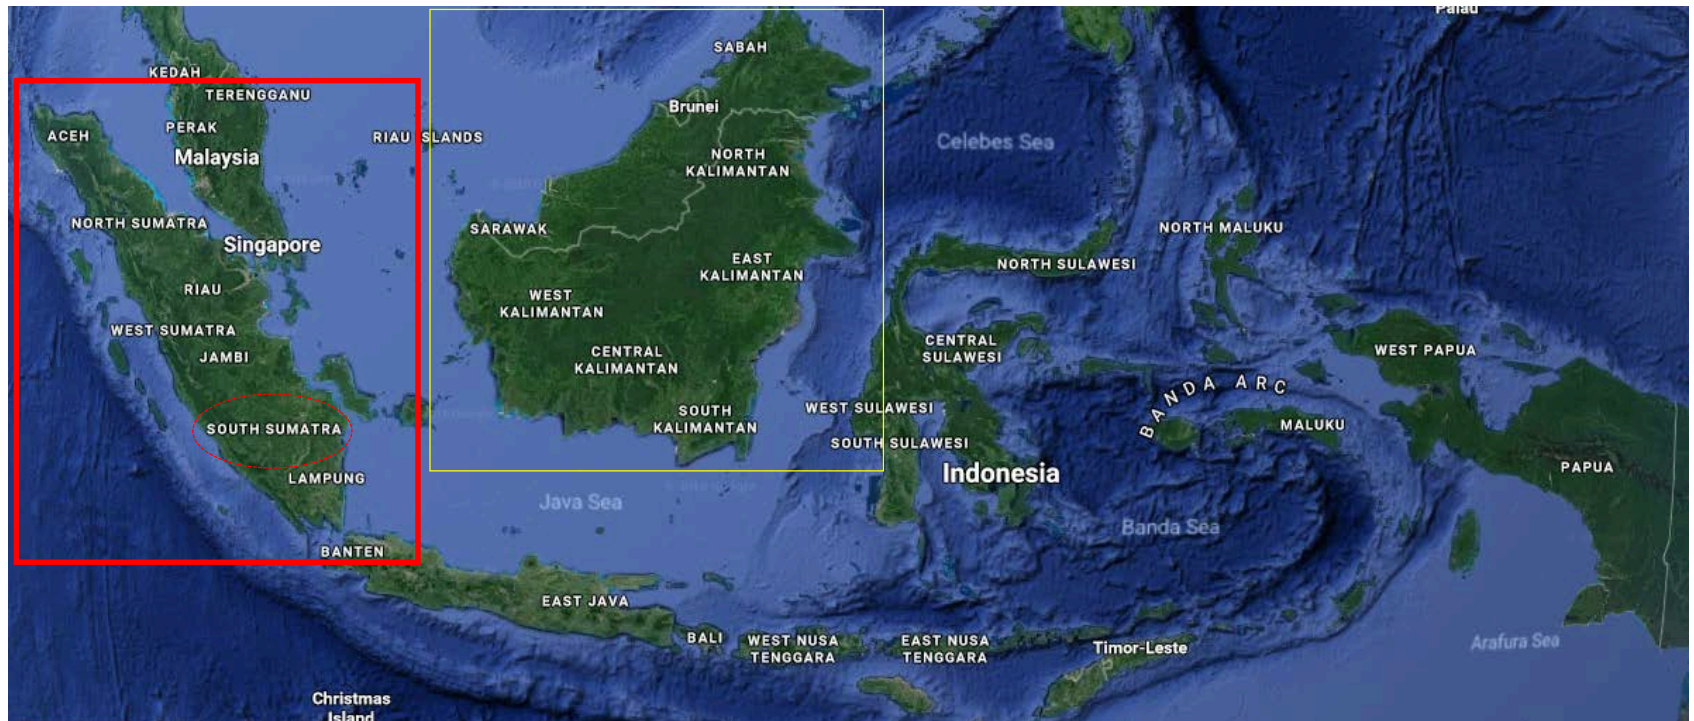 Palau
SABAH
KEDAH
TERENGGANU
Brunei
PERAK
ACEH
RIAU ISLANDS
Celebes Sea
Malaysia
NORTH
KALIMANTAN
NORTH SUMATRA
SARAWAK
NORTH MALUKU
Singapore
EAST
KALIMANTAN
NORTH SULAWESI
RIAU
WEST
KALIMANTAN
WEST SUMATRA
JAMBI
CENTRAL
KALIMANTAN
CENTRAL
SULAWESI
WEST PAPUA
BANDA ARC
SOUTH
KALIMANTAN
WEST SULAWESI
SOUTH SUMATRA
MALUKU
SOUTH SULAWESI
LAMPUNG
Indonesia
PAPUA
Java Sea
Banda Sea
BANTEN
EAST JAVA
BALI
WEST NUSA
TENGGARA
EAST NUSA
TENGGARA
Timor-Leste
Arafura Sea
Christmas
Island